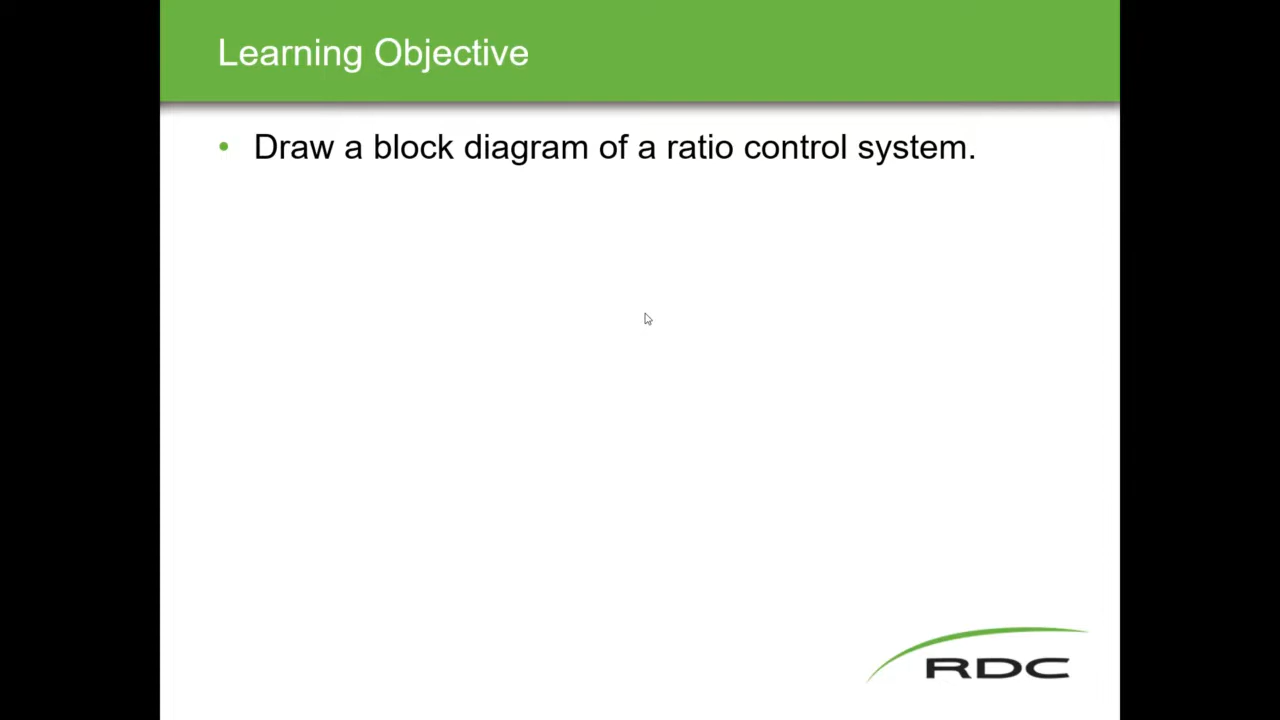 Learning Objective
• Draw a block diagram of a ratio control system.
RDC